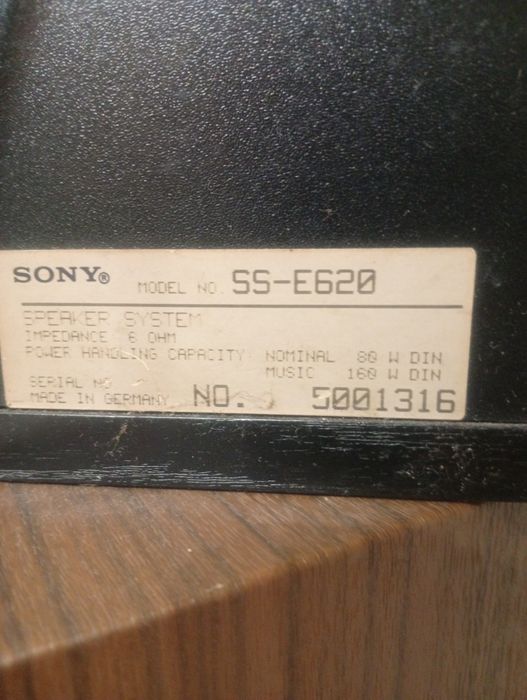 SONY® MODEL NO. SS-E620
SPEAKER SYSTEM
IMPEDANCE 6 OHM
POWER HANDLING CAPACITY NOMINAL 80 W DIN
MUSIC 160 W DIN
SERIAL NO
MADE IN GERMANY NO. 5001316